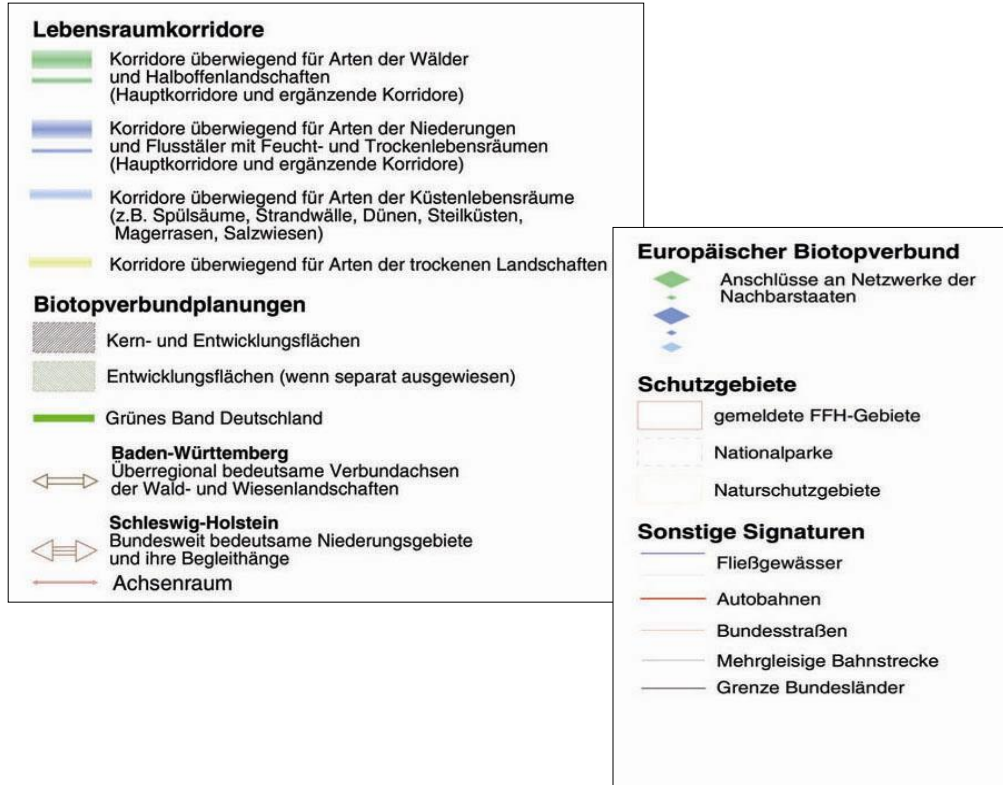 Lebensraumkorridore
Korridore überwiegend für Arten der Wälder
und Halboffenlandschaften
(Hauptkorridore und ergänzende Korridore)
Korridore überwiegend für Arten der Niederungen
und Flusstäler mit Feucht- und Trockenlebensräumen
(Hauptkorridore und ergänzende Korridore)
Korridore überwiegend für Arten der Küstenlebensräume
(z.B. Spülsäume, Strandwälle, Dünen, Steilküsten,
Magerrasen, Salzwiesen)
Korridore überwiegend für Arten der trockenen Landschaften
Biotopverbundplanungen
Kern- und Entwicklungsflächen
Entwicklungsflächen (wenn separat ausgewiesen)
Grünes Band Deutschland
Baden-Württemberg
Überregional bedeutsame Verbundachsen
der Wald- und Wiesenlandschaften
Schleswig-Holstein
Bundesweit bedeutsame Niederungsgebiete
und ihre Begleithänge
Achsenraum
Europäischer Biotopverbund
Anschlüsse an Netzwerke der
Nachbarstaaten
Schutzgebiete
gemeldete FFH-Gebiete
Nationalparke
Naturschutzgebiete
Sonstige Signaturen
Fließgewässer
Autobahnen
Bundesstraßen
Mehrgleisige Bahnstrecke
Grenze Bundesländer